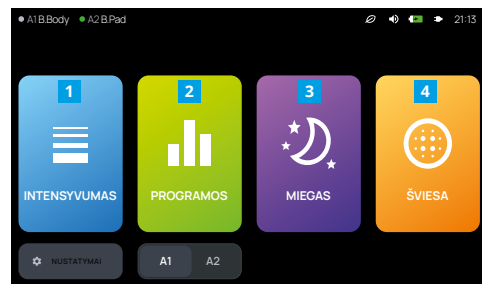 A1 B.Body A2 B.Pad 21:13
1 2 3 4
INTENSYVUMAS PROGRAMOS MIEGAS ŠVIESA
NUSTATYMAI A1 A2